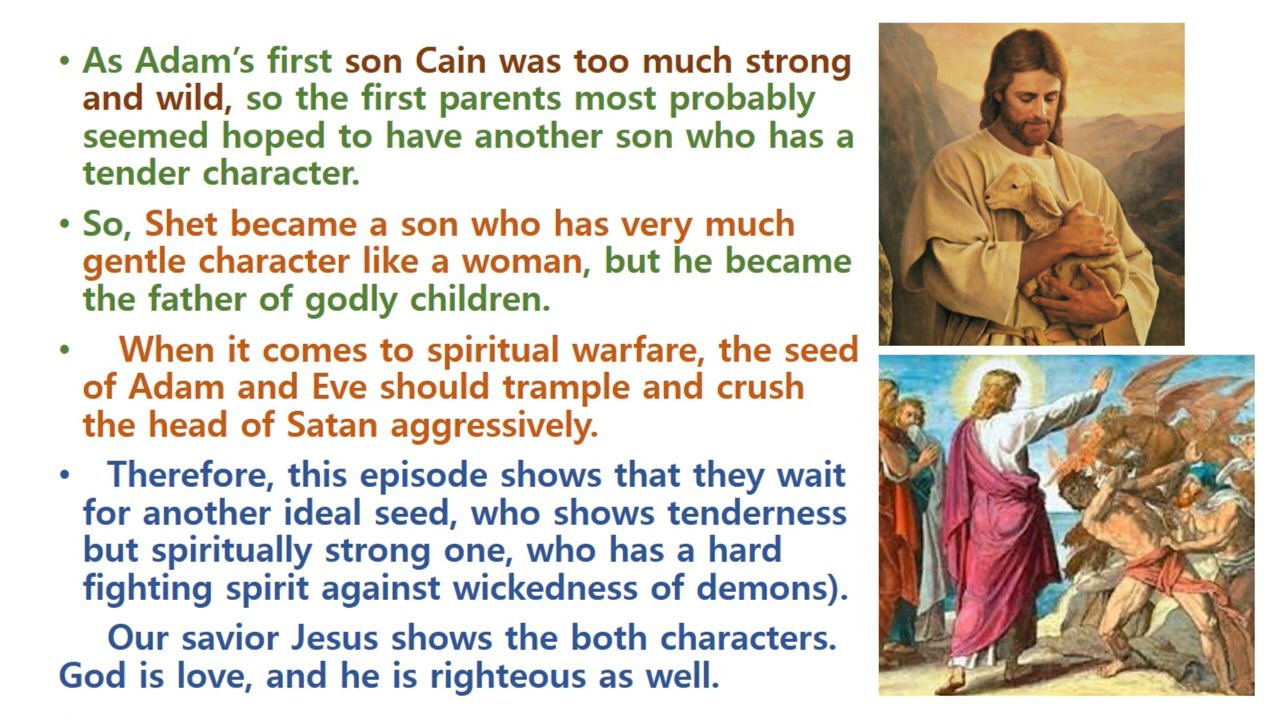 • As Adam's first son Cain was too much strong
and wild, so the first parents most probably
seemed hoped to have another son who has a
tender character.
• So, Shet became a son who has very much
gentle character like a woman, but he became
the father of godly children.
• When it comes to spiritual warfare, the seed
of Adam and Eve should trample and crush
the head of Satan aggressively.
• Therefore, this episode shows that they wait
for another ideal seed, who shows tenderness
but spiritually strong one, who has a hard
fighting spirit against wickedness of demons).
Our savior Jesus shows the both characters.
God is love, and he is righteous as well.